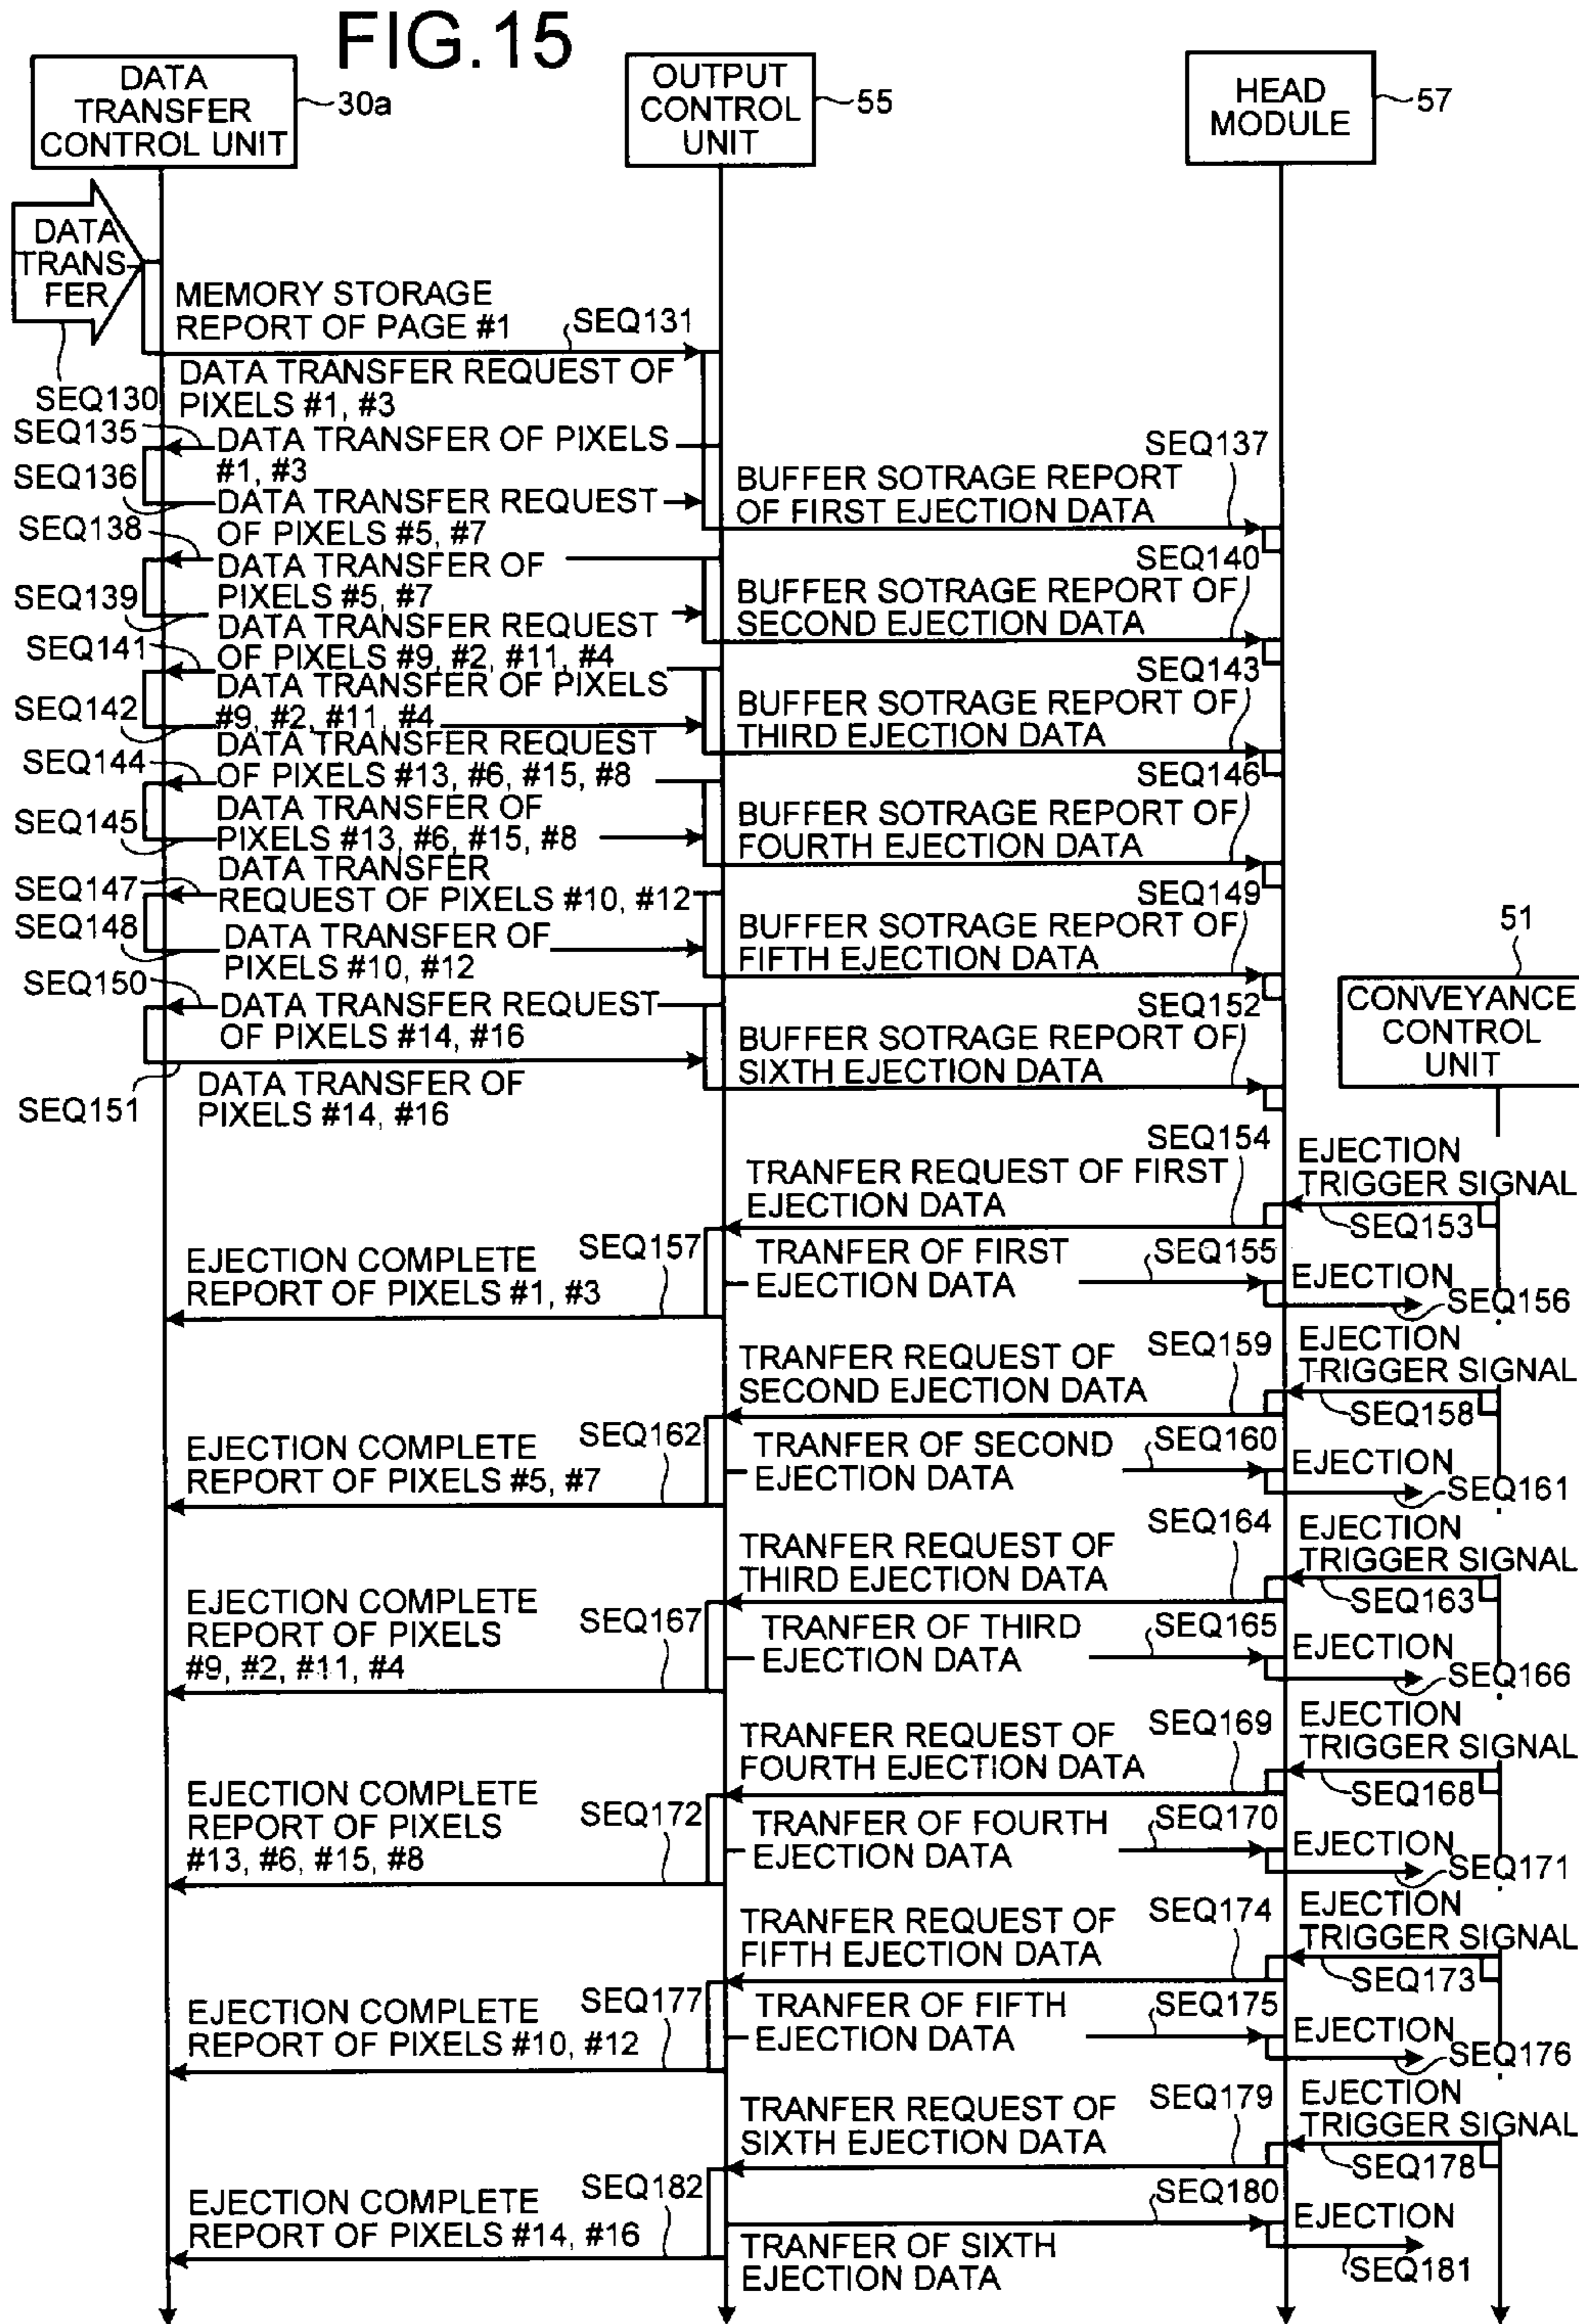 FIG.15
DATA
TRANSFER
CONTROL UNIT
30a
OUTPUT
CONTROL
UNIT
55
HEAD
MODULE
57
DATA
TRANS-
FER
SEQ130
MEMORY STORAGE
REPORT OF PAGE #1
SEQ131
DATA TRANSFER REQUEST OF
PIXELS #1, #3
SEQ135
DATA TRANSFER OF PIXELS
#1, #3
SEQ136
SEQ137
BUFFER SOTRAGE REPORT
OF FIRST EJECTION DATA
DATA TRANSFER REQUEST
OF PIXELS #5, #7
SEQ138
DATA TRANSFER OF
PIXELS #5, #7
SEQ139
SEQ140
BUFFER SOTRAGE REPORT OF
SECOND EJECTION DATA
DATA TRANSFER REQUEST
OF PIXELS #9, #2, #11, #4
SEQ141
DATA TRANSFER OF PIXELS
#9, #2, #11, #4
SEQ142
SEQ143
BUFFER SOTRAGE REPORT OF
THIRD EJECTION DATA
DATA TRANSFER REQUEST
OF PIXELS #13, #6, #15, #8
SEQ144
DATA TRANSFER OF
PIXELS #13, #6, #15, #8
SEQ145
SEQ146
BUFFER SOTRAGE REPORT OF
FOURTH EJECTION DATA
DATA TRANSFER
REQUEST OF PIXELS #10, #12
SEQ147
SEQ148
DATA TRANSFER OF
PIXELS #10, #12
SEQ149
BUFFER SOTRAGE REPORT OF
FIFTH EJECTION DATA
SEQ150
DATA TRANSFER REQUEST
OF PIXELS #14, #16
SEQ151
DATA TRANSFER OF
PIXELS #14, #16
SEQ152
BUFFER SOTRAGE REPORT OF
SIXTH EJECTION DATA
51
CONVEYANCE
CONTROL
UNIT
EJECTION
TRIGGER SIGNAL
SEQ153
SEQ154
TRANFER REQUEST OF FIRST
EJECTION DATA
TRANFER OF FIRST
EJECTION DATA
SEQ155
EJECTION
SEQ156
SEQ157
EJECTION COMPLETE
REPORT OF PIXELS #1, #3
EJECTION
TRIGGER SIGNAL
SEQ158
SEQ159
TRANFER REQUEST OF
SECOND EJECTION DATA
TRANFER OF SECOND
EJECTION DATA
SEQ160
EJECTION
SEQ161
SEQ162
EJECTION COMPLETE
REPORT OF PIXELS #5, #7
EJECTION
TRIGGER SIGNAL
SEQ163
SEQ164
TRANFER REQUEST OF
THIRD EJECTION DATA
TRANFER OF THIRD
EJECTION DATA
SEQ165
EJECTION
SEQ166
SEQ167
EJECTION COMPLETE
REPORT OF PIXELS
#9, #2, #11, #4
EJECTION
TRIGGER SIGNAL
SEQ168
SEQ169
TRANFER REQUEST OF
FOURTH EJECTION DATA
TRANFER OF FOURTH
EJECTION DATA
SEQ170
EJECTION
SEQ171
SEQ172
EJECTION COMPLETE
REPORT OF PIXELS
#13, #6, #15, #8
EJECTION
TRIGGER SIGNAL
SEQ173
SEQ174
TRANFER REQUEST OF
FIFTH EJECTION DATA
TRANFER OF FIFTH
EJECTION DATA
SEQ175
EJECTION
SEQ176
SEQ177
EJECTION COMPLETE
REPORT OF PIXELS #10, #12
EJECTION
TRIGGER SIGNAL
SEQ178
SEQ179
TRANFER REQUEST OF
SIXTH EJECTION DATA
SEQ180
TRANFER OF SIXTH
EJECTION DATA
EJECTION
SEQ181
SEQ182
EJECTION COMPLETE
REPORT OF PIXELS #14, #16